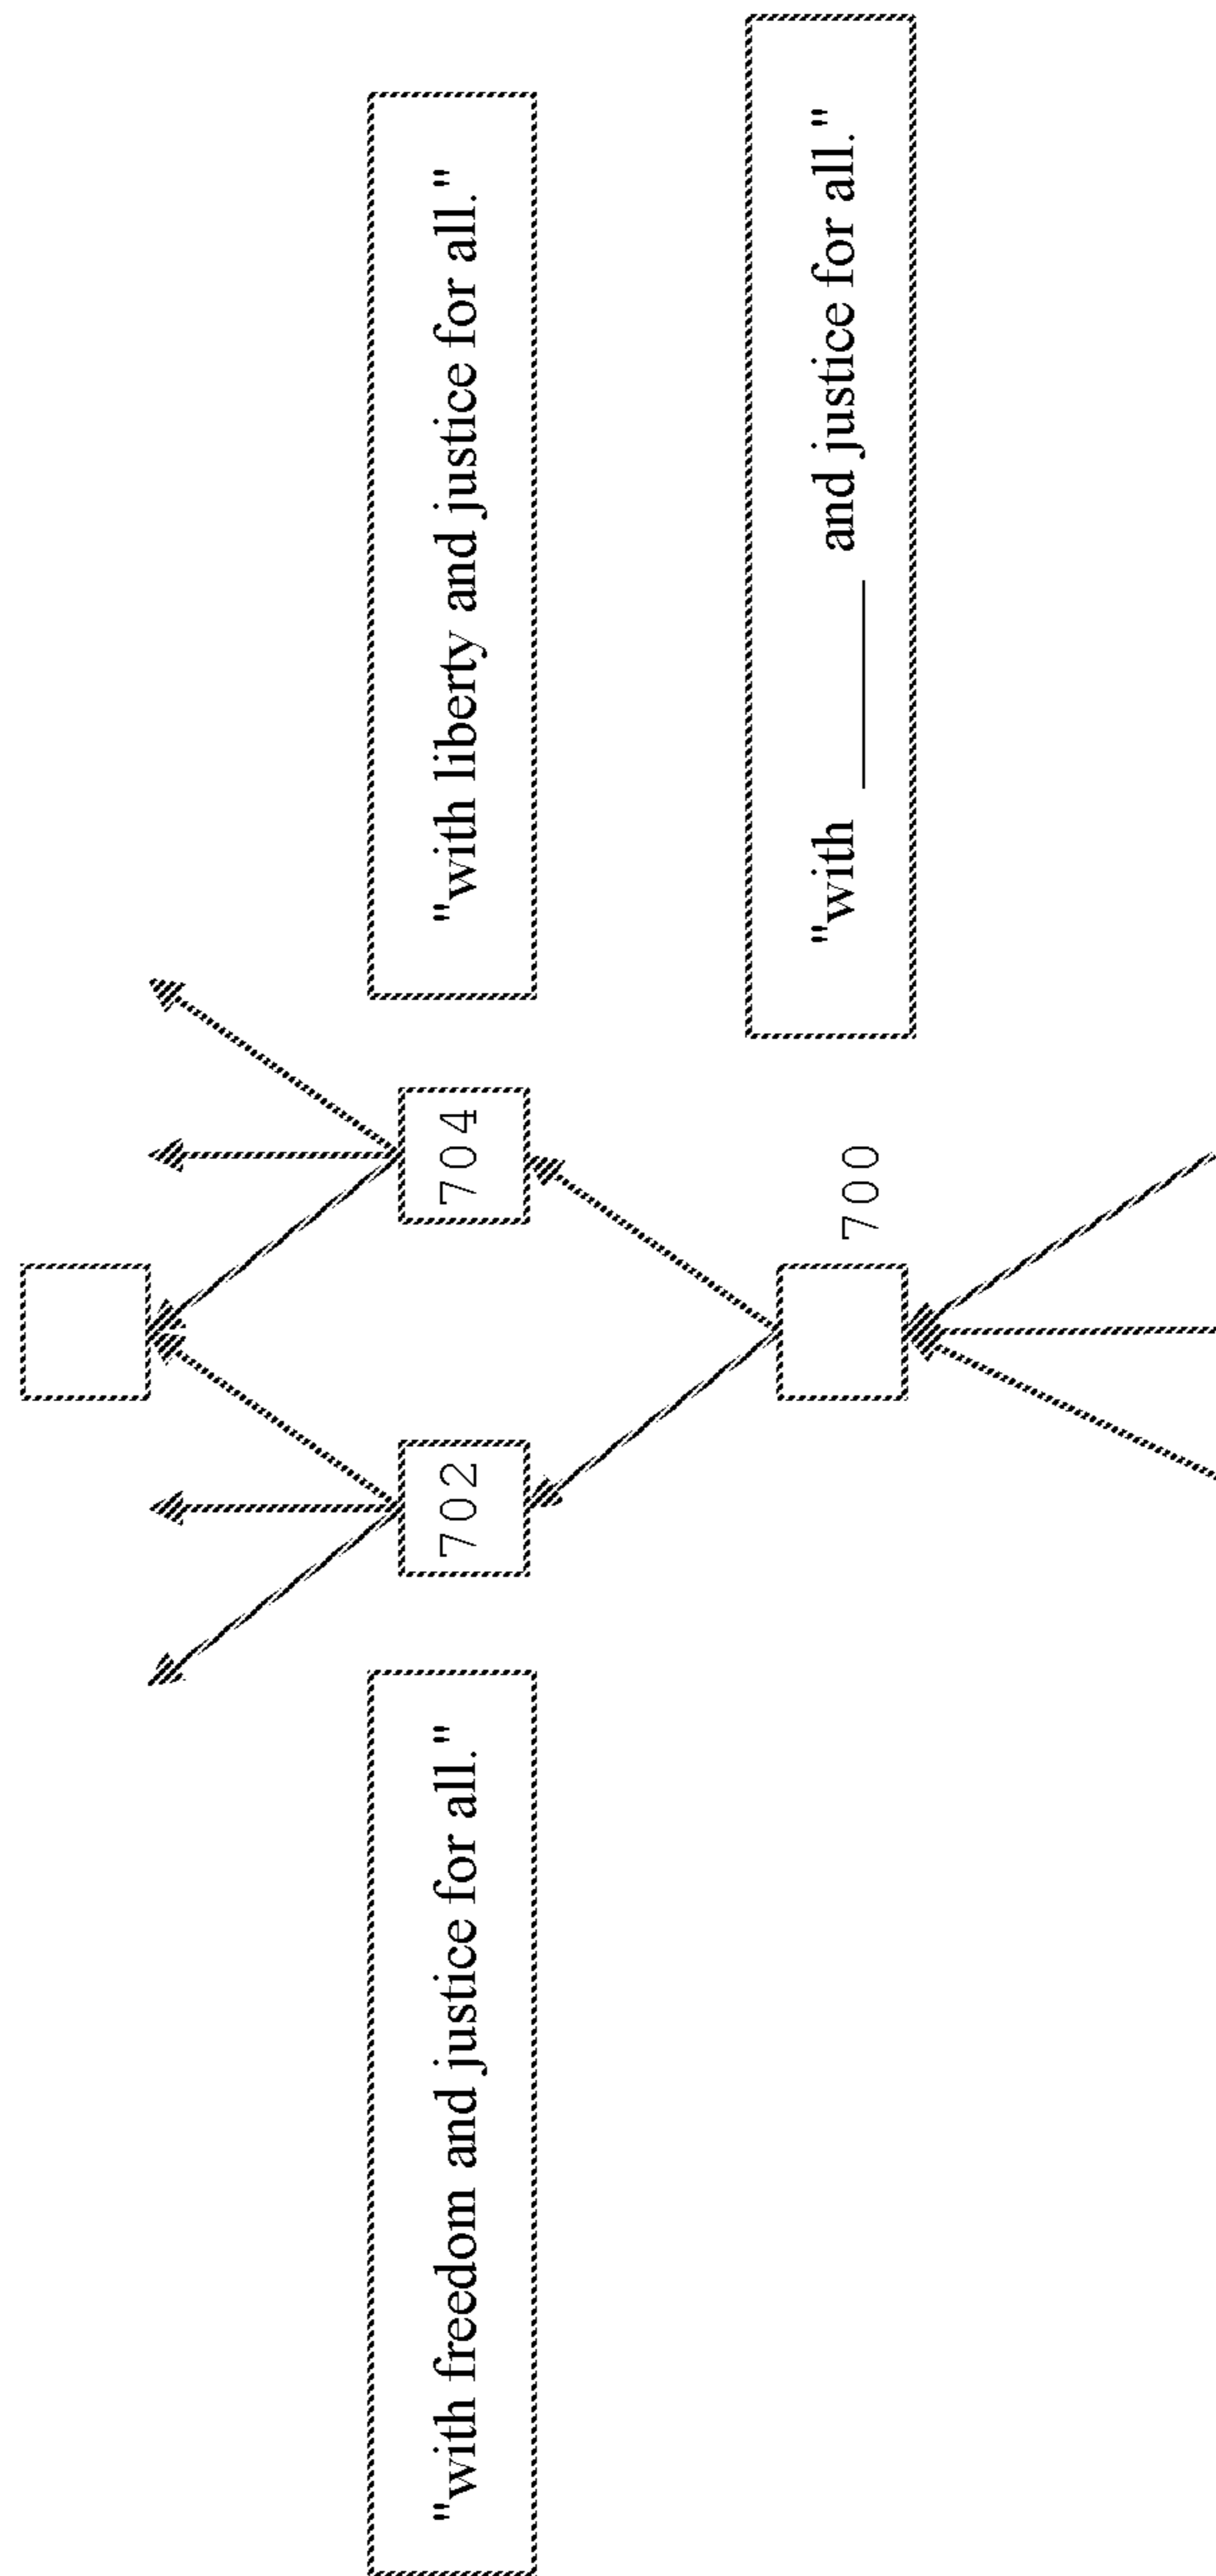 "with freedom and justice for all."
702
704
"with liberty and justice for all."
700
"with ______ and justice for all."